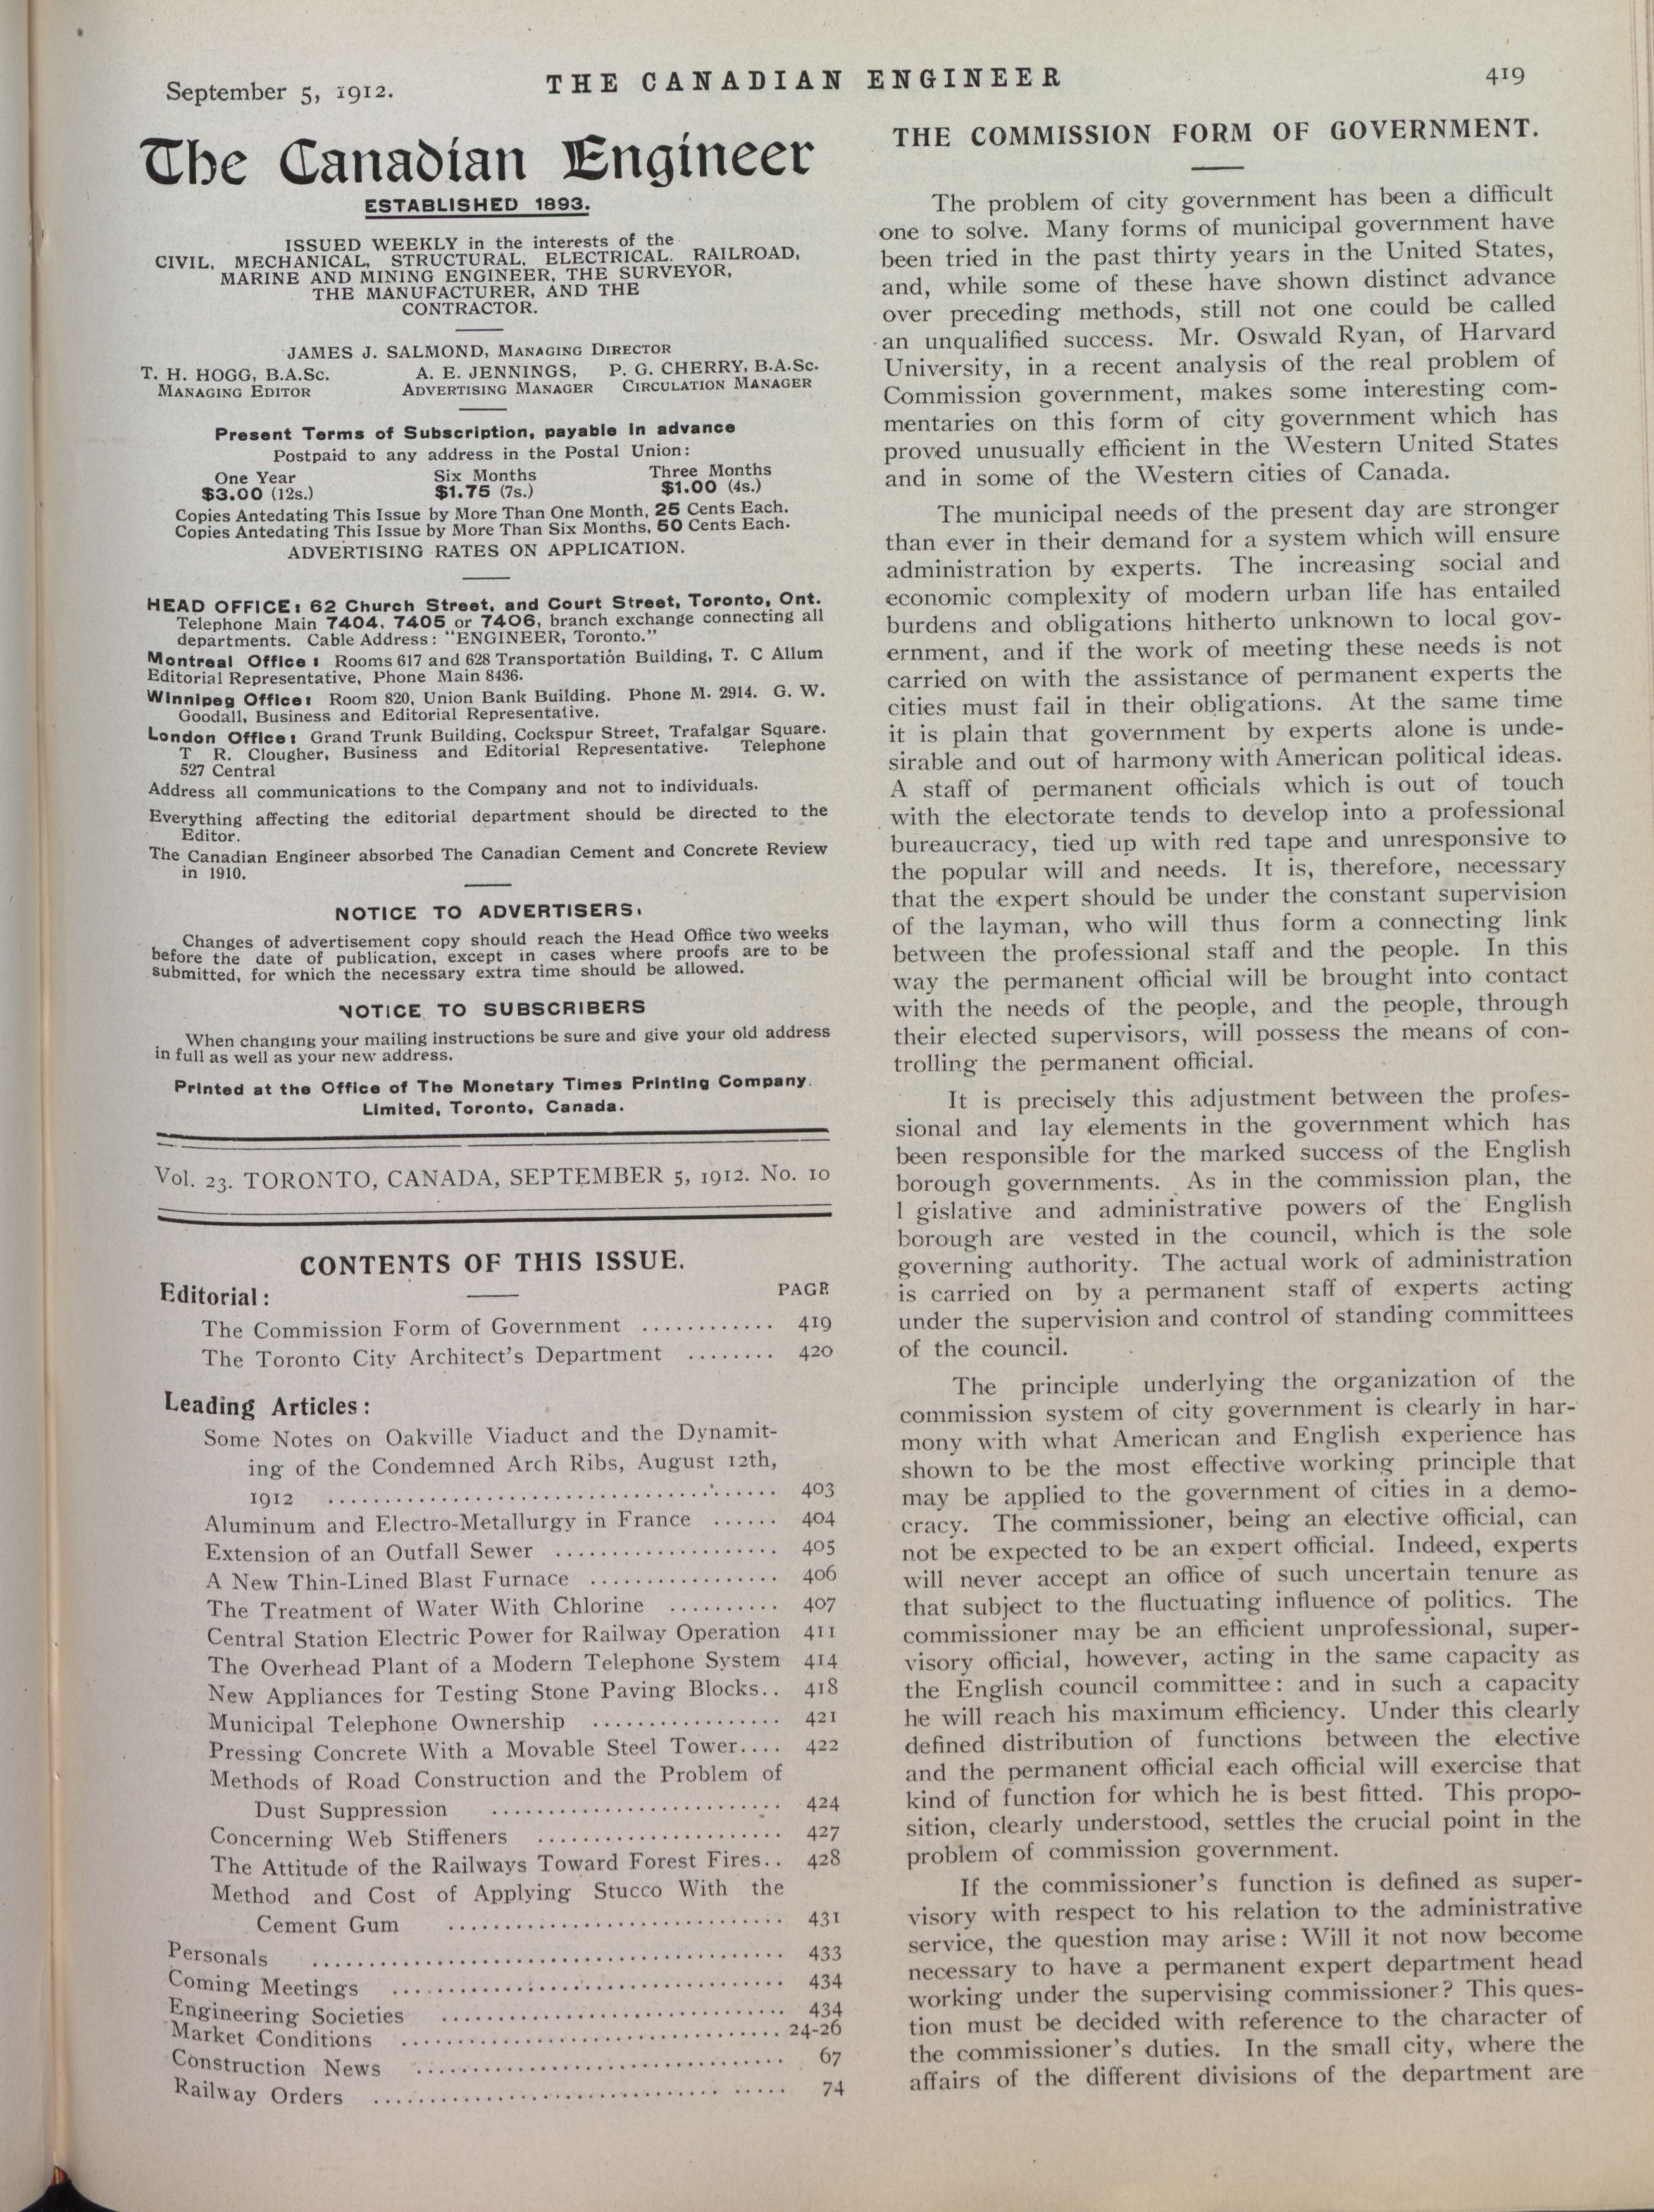 September 5, 1912.
THE CANADIAN ENGINEER
419
The Canadian Engineer
ESTABLISHED 1893.
ISSUED WEEKLY in the interests of the
CIVIL, MECHANICAL, STRUCTURAL, ELECTRICAL, RAILROAD,
MARINE AND MINING ENGINEER, THE SURVEYOR,
THE MANUFACTURER, AND THE
CONTRACTOR.
JAMES J. SALMOND, MANAGING DIRECTOR
T. H. HOGG, B.A.Sc. A. E. JENNINGS, P. G. CHERRY, B.A.Sc.
MANAGING EDITOR ADVERTISING MANAGER CIRCULATION MANAGER
Present Terms of Subscription, payable in advance
Postpaid to any address in the Postal Union:
One Year Six Months Three Months
$3.00 (12s.) $1.75 (7s.) $1.00 (4s.)
Copies Antedating This Issue by More Than One Month, 25 Cents Each.
Copies Antedating This Issue by More Than Six Months, 50 Cents Each.
ADVERTISING RATES ON APPLICATION.
HEAD OFFICE: 62 Church Street, and Court Street, Toronto, Ont.
Telephone Main 7404, 7405 or 7406, branch exchange connecting all
departments. Cable Address: "ENGINEER, Toronto."
Montreal Office: Rooms 617 and 628 Transportation Building, T. C Allum
Editorial Representative, Phone Main 8436.
Winnipeg Office: Room 820, Union Bank Building. Phone M. 2914. G. W.
Goodall, Business and Editorial Representative.
London Office: Grand Trunk Building, Cockspur Street, Trafalgar Square.
T R. Clougher, Business and Editorial Representative. Telephone
527 Central
Address all communications to the Company and not to individuals.
Everything affecting the editorial department should be directed to the
Editor.
The Canadian Engineer absorbed The Canadian Cement and Concrete Review
in 1910.
NOTICE TO ADVERTISERS.
Changes of advertisement copy should reach the Head Office two weeks
before the date of publication, except in cases where proofs are to be
submitted, for which the necessary extra time should be allowed.
NOTICE TO SUBSCRIBERS
When changing your mailing instructions be sure and give your old address
in full as well as your new address.
Printed at the Office of The Monetary Times Printing Company,
Limited, Toronto, Canada.
Vol. 23. TORONTO, CANADA, SEPTEMBER 5, 1912. No. 10
CONTENTS OF THIS ISSUE.
Editorial: PAGE
The Commission Form of Government ............ 419
The Toronto City Architect's Department ........ 420
Leading Articles:
Some Notes on Oakville Viaduct and the Dynamit-
ing of the Condemned Arch Ribs, August 12th,
1912 ........................................ 403
Aluminum and Electro-Metallurgy in France ...... 404
Extension of an Outfall Sewer .................... 405
A New Thin-Lined Blast Furnace ................. 406
The Treatment of Water With Chlorine .......... 407
Central Station Electric Power for Railway Operation 411
The Overhead Plant of a Modern Telephone System 414
New Appliances for Testing Stone Paving Blocks.. 418
Municipal Telephone Ownership ................. 421
Pressing Concrete With a Movable Steel Tower.... 422
Methods of Road Construction and the Problem of
Dust Suppression .......................... 424
Concerning Web Stiffeners ...................... 427
The Attitude of the Railways Toward Forest Fires.. 428
Method and Cost of Applying Stucco With the
Cement Gum .............................. 431
Personals .......................................... 433
Coming Meetings ................................... 434
Engineering Societies ............................... 434
Market Conditions .................................. 24-26
Construction News ................................. 67
Railway Orders .................................... 74
THE COMMISSION FORM OF GOVERNMENT.
The problem of city government has been a difficult
one to solve. Many forms of municipal government have
been tried in the past thirty years in the United States,
and, while some of these have shown distinct advance
over preceding methods, still not one could be called
an unqualified success. Mr. Oswald Ryan, of Harvard
University, in a recent analysis of the real problem of
Commission government, makes some interesting com-
mentaries on this form of city government which has
proved unusually efficient in the Western United States
and in some of the Western cities of Canada.
The municipal needs of the present day are stronger
than ever in their demand for a system which will ensure
administration by experts. The increasing social and
economic complexity of modern urban life has entailed
burdens and obligations hitherto unknown to local gov-
ernment, and if the work of meeting these needs is not
carried on with the assistance of permanent experts the
cities must fail in their obligations. At the same time
it is plain that government by experts alone is unde-
sirable and out of harmony with American political ideas.
A staff of permanent officials which is out of touch
with the electorate tends to develop into a professional
bureaucracy, tied up with red tape and unresponsive to
the popular will and needs. It is, therefore, necessary
that the expert should be under the constant supervision
of the layman, who will thus form a connecting link
between the professional staff and the people. In this
way the permanent official will be brought into contact
with the needs of the people, and the people, through
their elected supervisors, will possess the means of con-
trolling the permanent official.
It is precisely this adjustment between the profes-
sional and lay elements in the government which has
been responsible for the marked success of the English
borough governments. As in the commission plan, the
l gislative and administrative powers of the English
borough are vested in the council, which is the sole
governing authority. The actual work of administration
is carried on by a permanent staff of experts acting
under the supervision and control of standing committees
of the council.
The principle underlying the organization of the
commission system of city government is clearly in har-
mony with what American and English experience has
shown to be the most effective working principle that
may be applied to the government of cities in a demo-
cracy. The commissioner, being an elective official, can
not be expected to be an expert official. Indeed, experts
will never accept an office of such uncertain tenure as
that subject to the fluctuating influence of politics. The
commissioner may be an efficient unprofessional, super-
visory official, however, acting in the same capacity as
the English council committee: and in such a capacity
he will reach his maximum efficiency. Under this clearly
defined distribution of functions between the elective
and the permanent official each official will exercise that
kind of function for which he is best fitted. This propo-
sition, clearly understood, settles the crucial point in the
problem of commission government.
If the commissioner's function is defined as super-
visory with respect to his relation to the administrative
service, the question may arise: Will it not now become
necessary to have a permanent expert department head
working under the supervising commissioner? This ques-
tion must be decided with reference to the character of
the commissioner's duties. In the small city, where the
affairs of the different divisions of the department are